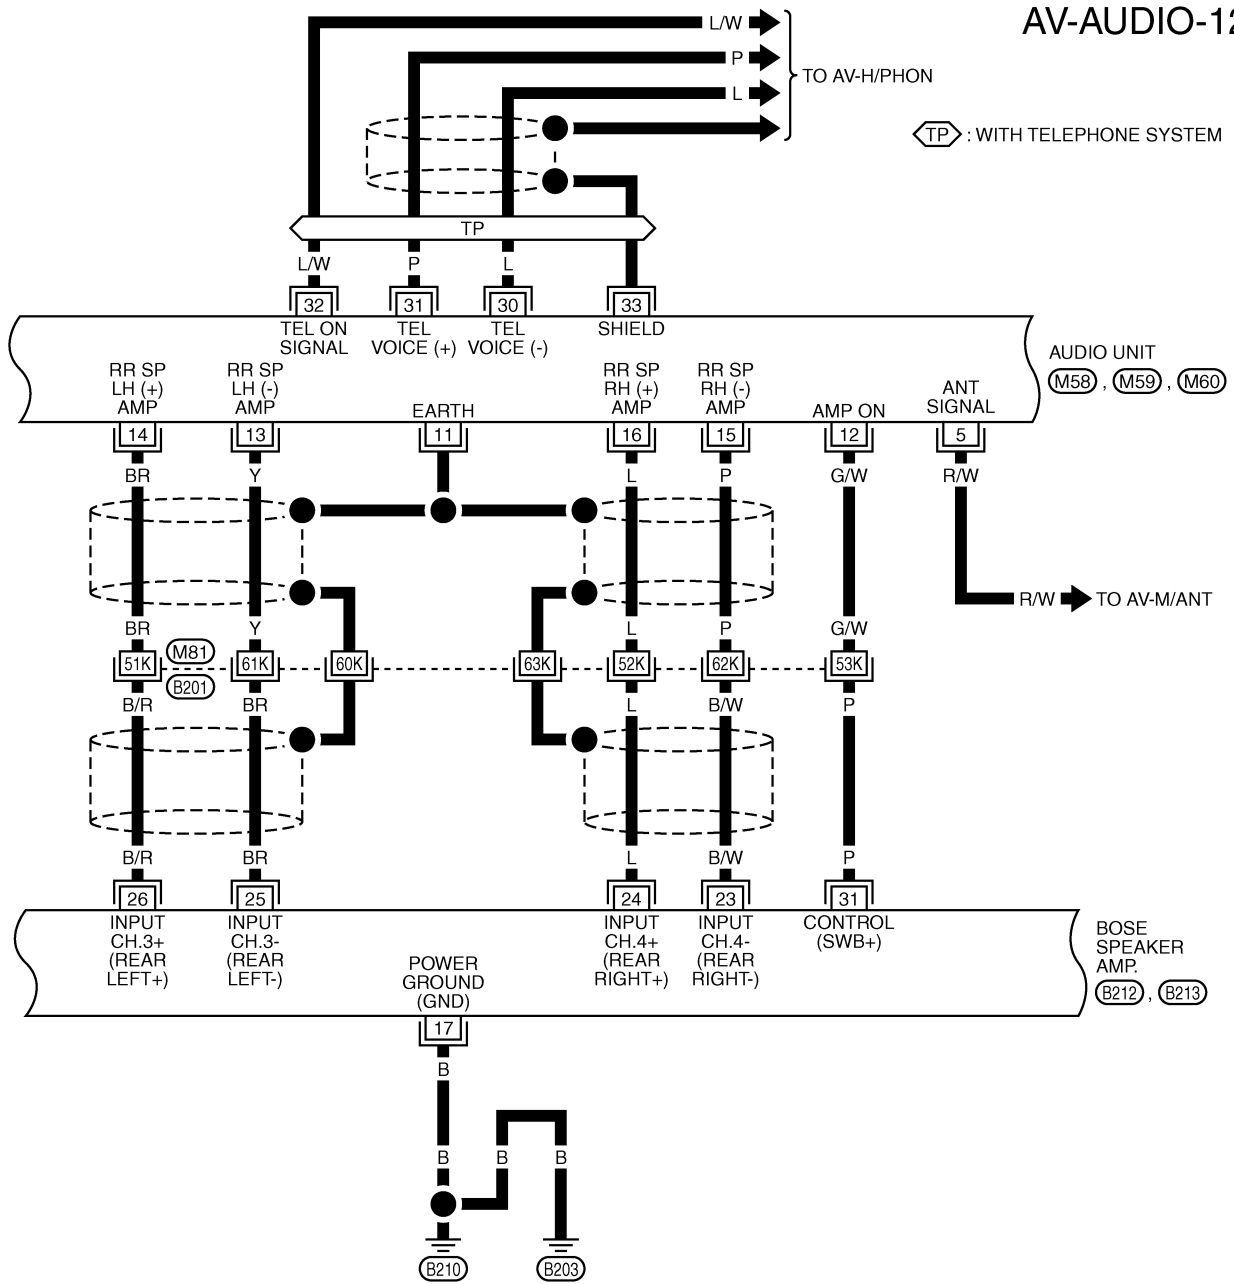 AV-AUDIO-12
L/W
P
TO AV-H/PHON
L
TP : WITH TELEPHONE SYSTEM
TP
L/W P L
32 31 30 33
TEL ON
SIGNAL
TEL
VOICE (+)
TEL
VOICE (-)
SHIELD
AUDIO UNIT
M58 , M59 , M60
RR SP
LH (+)
AMP
RR SP
LH (-)
AMP
EARTH
RR SP
RH (+)
AMP
RR SP
RH (-)
AMP
AMP ON
ANT
SIGNAL
14 13 11 16 15 12 5
BR Y L P G/W R/W
R/W TO AV-M/ANT
BR Y L P G/W
M81
51K 61K 60K 63K 52K 62K 53K
B201
B/R BR L B/W P
B/R BR L B/W P
26 25 24 23 31
INPUT
CH.3+
(REAR
LEFT+)
INPUT
CH.3-
(REAR
LEFT-)
INPUT
CH.4+
(REAR
RIGHT+)
INPUT
CH.4-
(REAR
RIGHT-)
CONTROL
(SWB+)
BOSE
SPEAKER
AMP.
B212 , B213
POWER
GROUND
(GND)
17
B
B B B
B210 B203